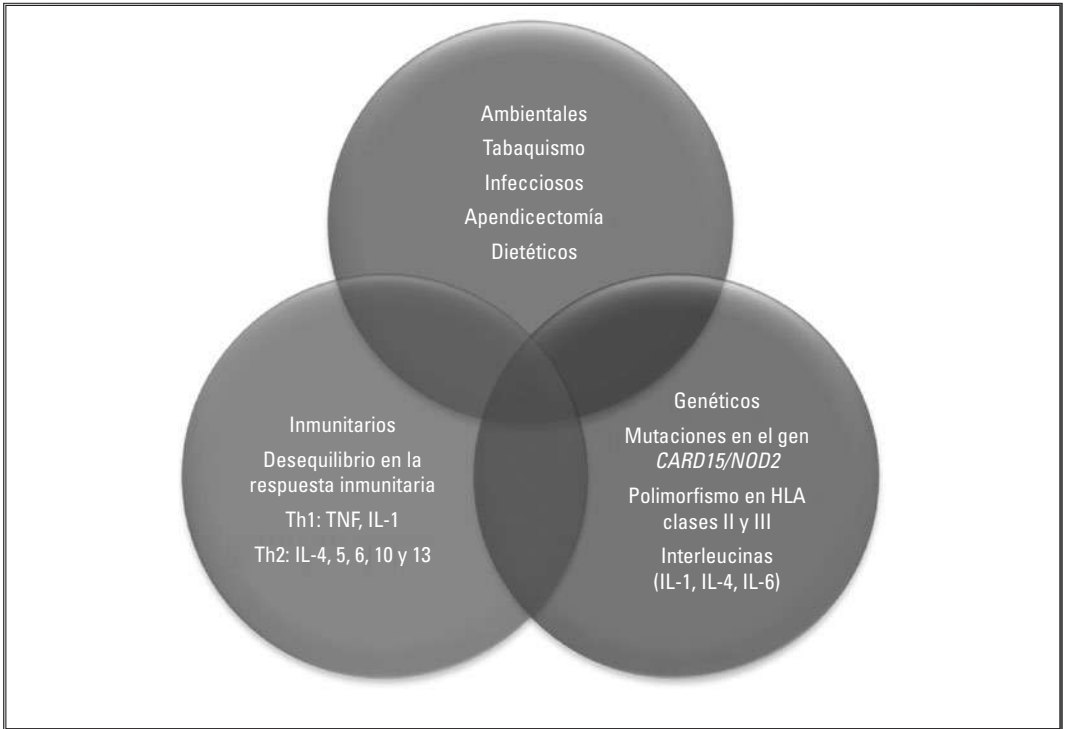 Ambientales
Tabaquismo
Infecciosos
Apendicectomía
Dietéticos
Inmunitarios
Desequilibrio en la
respuesta inmunitaria
Th1: TNF, IL-1
Th2: IL-4, 5, 6, 10 y 13
Genéticos
Mutaciones en el gen
CARD15/NOD2
Polimorfismo en HLA
clases II y III
Interleucinas
(IL-1, IL-4, IL-6)